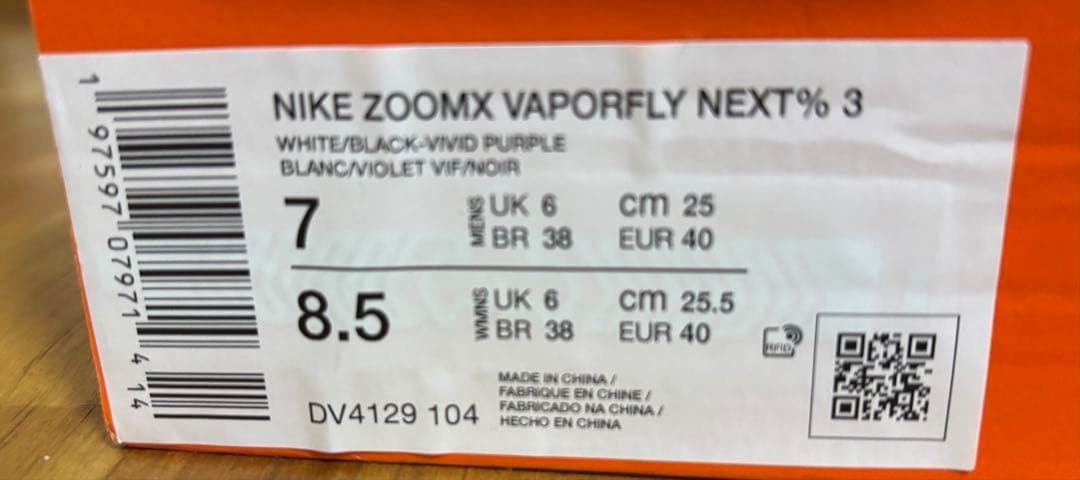 NIKE ZOOMX VAPORFLY NEXT% 3
WHITE/BLACK-VIVID PURPLE
BLANC/VIOLET VIF/NOIR
7 MENS UK 6 cm 25
BR 38 EUR 40
8.5 WMNS UK 6 cm 25.5
BR 38 EUR 40
RFID
DV4129 104
MADE IN CHINA /
FABRIQUE EN CHINE /
FABRICADO NA CHINA /
HECHO EN CHINA
1 97597 07971 4 14